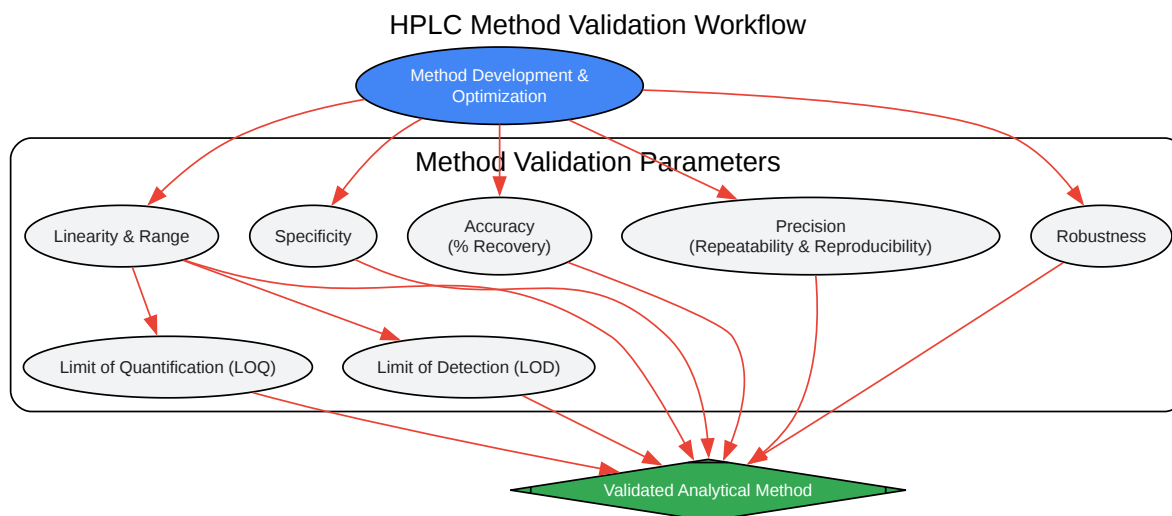 HPLC Method Validation Workflow
Method Development &
Optimization
Method Validation Parameters
Linearity & Range
Specificity
Accuracy
(% Recovery)
Precision
(Repeatability & Reproducibility)
Robustness
Limit of Quantification (LOQ)
Limit of Detection (LOD)
Validated Analytical Method